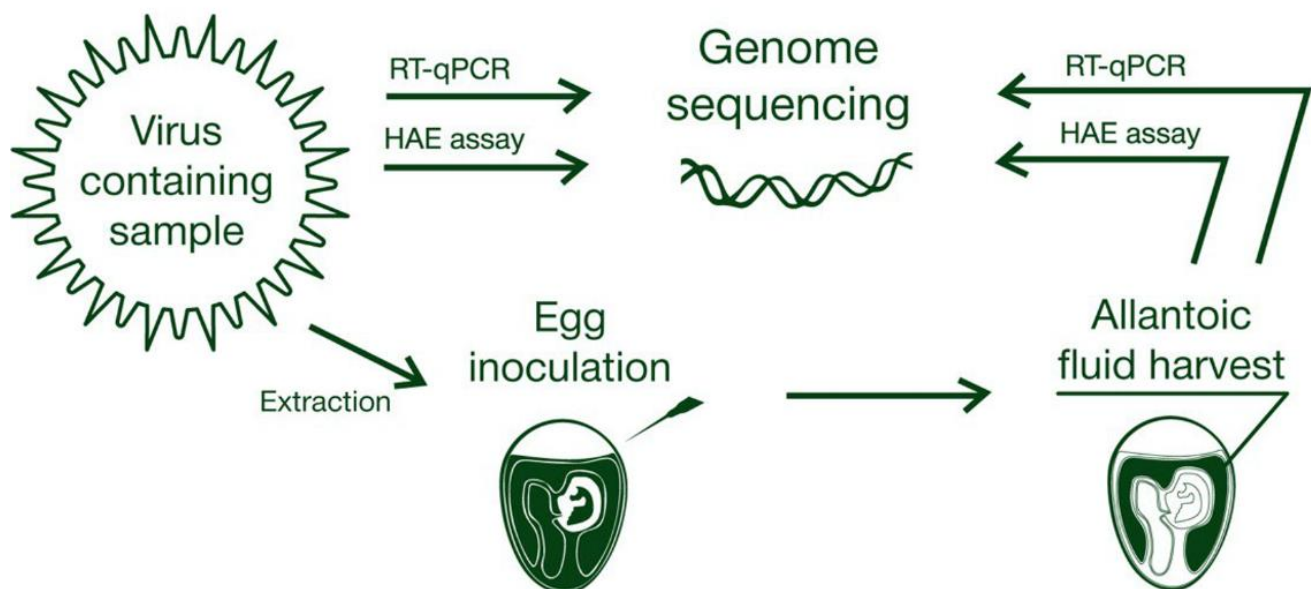 Virus
containing
sample
RT-qPCR
HAE assay
Genome
sequencing
RT-qPCR
HAE assay
Extraction
Egg
inoculation
Allantoic
fluid harvest